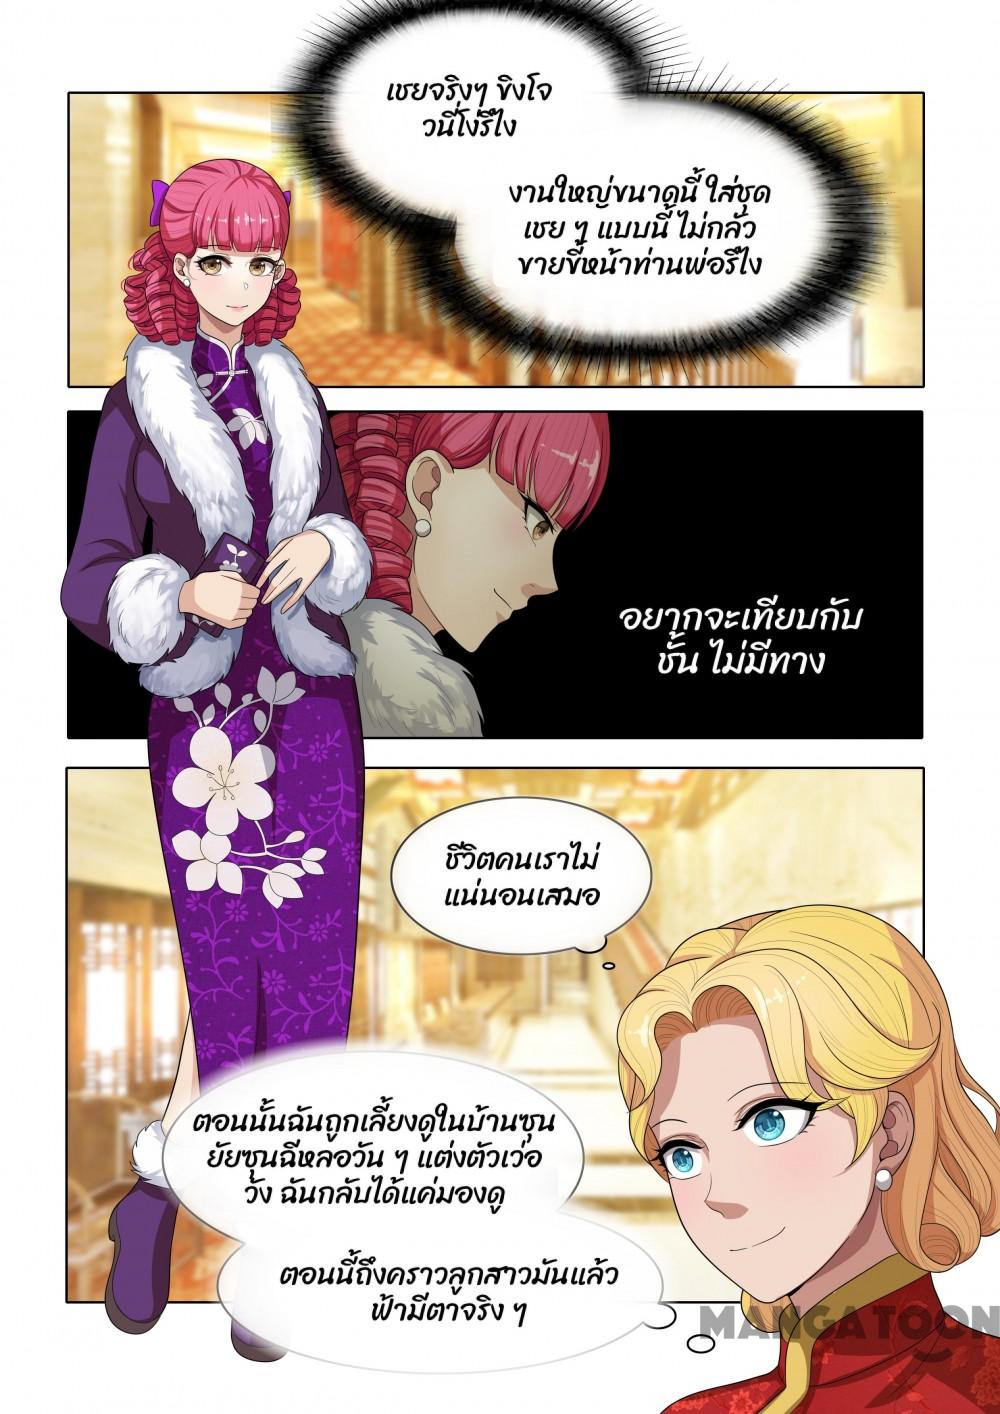 เชยจริงๆ ขิงโจ
วนี่โง่รึไง
งานใหญ่ขนาดนี้ ใส่ชุด
เชย ๆ แบบนี้ ไม่กลัว
ขายขี้หน้าท่านพ่อรึไง
อยากจะเทียบกับ
ชั้น ไม่มีทาง
ชีวิตคนเราไม่
แน่นอนเสมอ
ตอนนั้นฉันถูกเลี้ยงดูในบ้านซุน
ยัยซุนฉีหลอวัน ๆ แต่งตัวเว่อ
วัง ฉันกลับได้แค่มองดู
ตอนนี้ถึงคราวลูกสาวมันแล้ว
ฟ้ามีตาจริง ๆ
MANGATOON